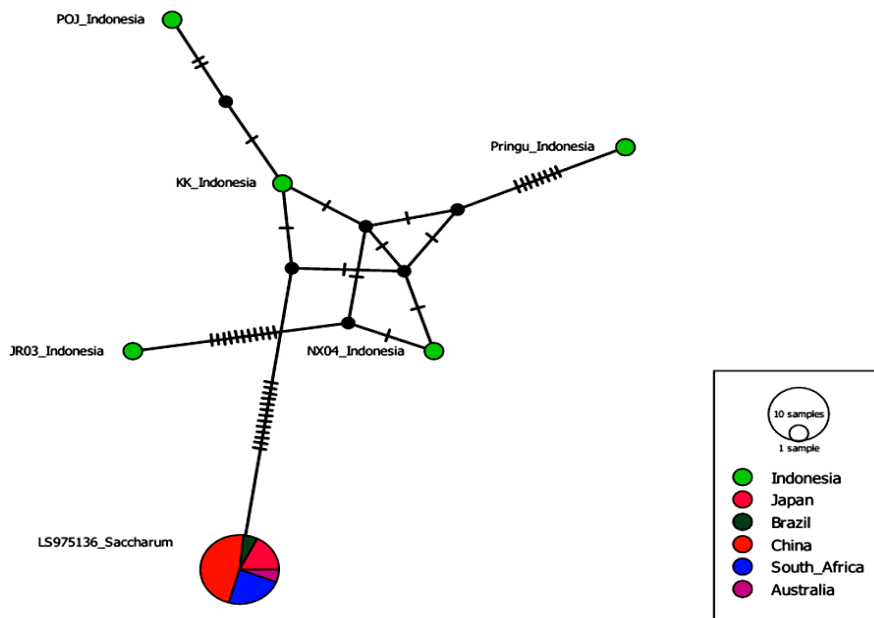 POJ_Indonesia
Pringu_Indonesia
KK_Indonesia
JR03_Indonesia
NX04_Indonesia
LS975136_Saccharum
10 samples
1 sample
Indonesia
Japan
Brazil
China
South_Africa
Australia